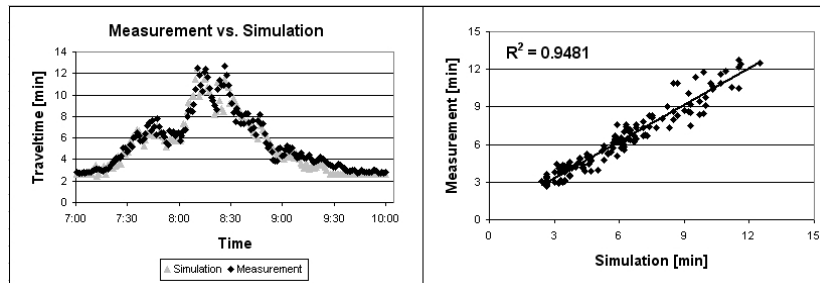 Measurement vs. Simulation
Traveltime [min]
14
12
10
8
6
4
2
0
7:00 7:30 8:00 8:30 9:00 9:30 10:00
Time
Simulation Measurement
R² = 0.9481
Measurement [min]
15
12
9
6
3
0
0 3 6 9 12 15
Simulation [min]